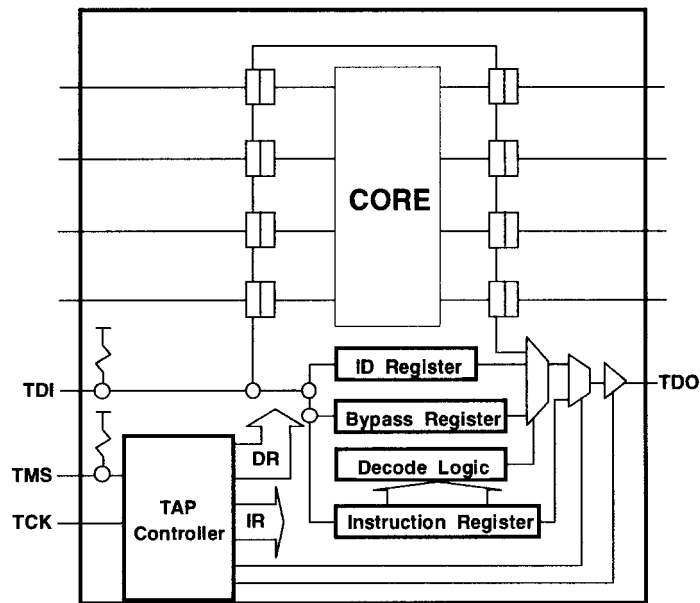 CORE
ID Register
TDI
TDO
Bypass Register
DR
Decode Logic
TMS
TAP
Controller
IR
Instruction Register
TCK